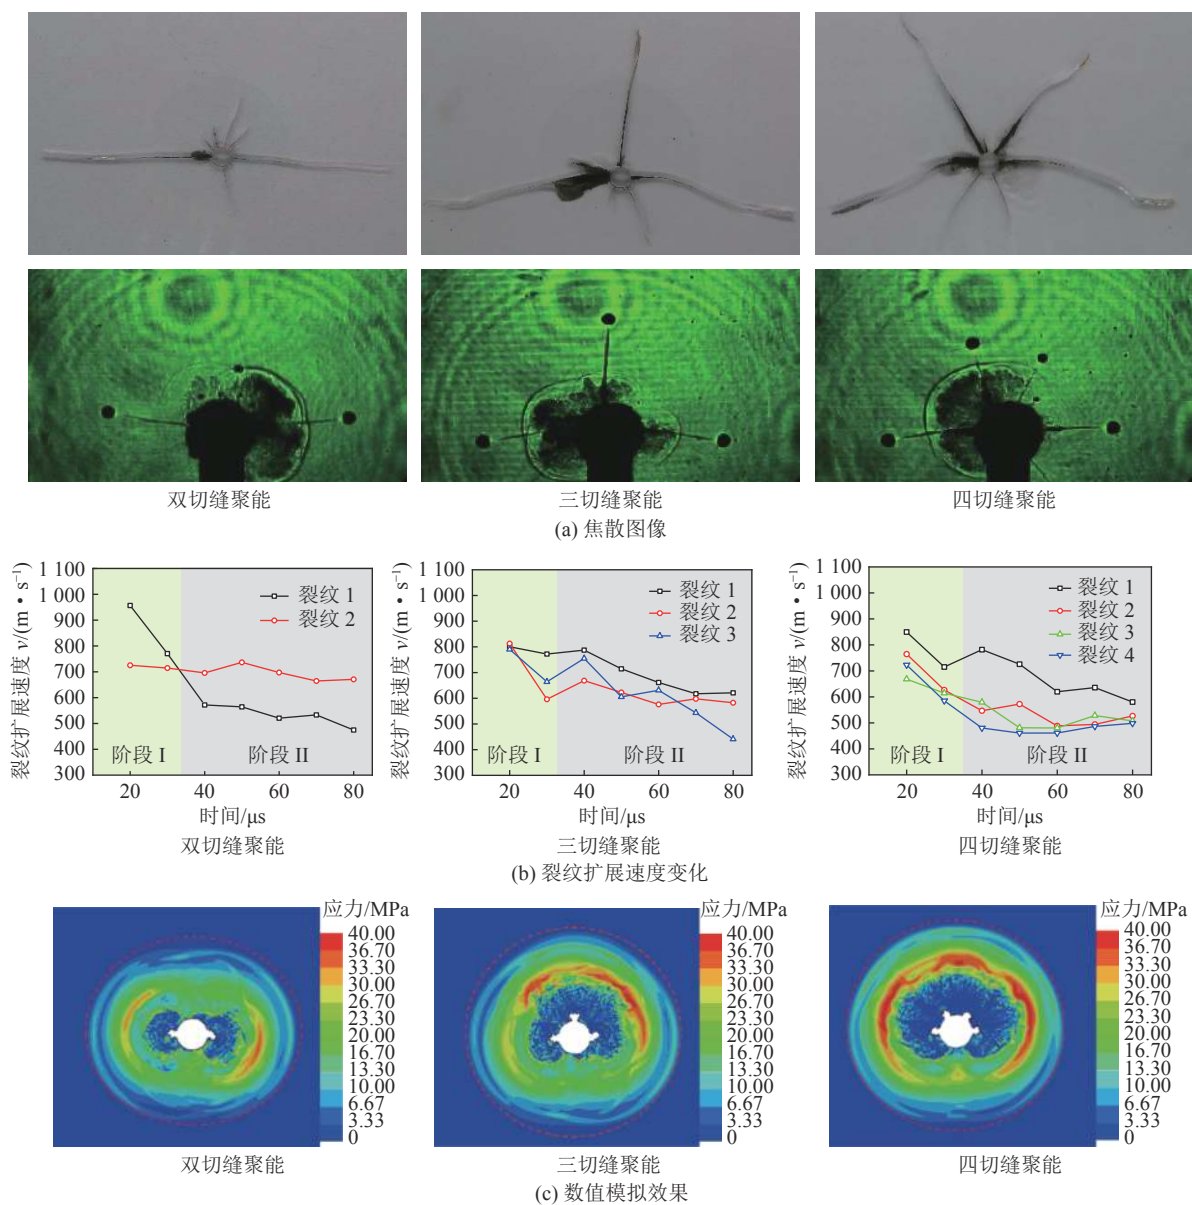 双切缝聚能
三切缝聚能
四切缝聚能
(a) 焦散图像
裂纹扩展速度 v/(m·s⁻¹)
1 100
1 000
900
800
700
600
500
400
300
裂纹 1
裂纹 2
阶段 I
阶段 II
20
40
60
80
时间/μs
双切缝聚能
裂纹扩展速度 v/(m·s⁻¹)
1 100
1 000
900
800
700
600
500
400
300
裂纹 1
裂纹 2
裂纹 3
阶段 I
阶段 II
20
40
60
80
时间/μs
三切缝聚能
裂纹扩展速度 v/(m·s⁻¹)
1 100
1 000
900
800
700
600
500
400
300
裂纹 1
裂纹 2
裂纹 3
裂纹 4
阶段 I
阶段 II
20
40
60
80
时间/μs
四切缝聚能
(b) 裂纹扩展速度变化
应力/MPa
40.00
36.70
33.30
30.00
26.70
23.30
20.00
16.70
13.30
10.00
6.67
3.33
0
双切缝聚能
应力/MPa
40.00
36.70
33.30
30.00
26.70
23.30
20.00
16.70
13.30
10.00
6.67
3.33
0
三切缝聚能
应力/MPa
40.00
36.70
33.30
30.00
26.70
23.30
20.00
16.70
13.30
10.00
6.67
3.33
0
四切缝聚能
(c) 数值模拟效果